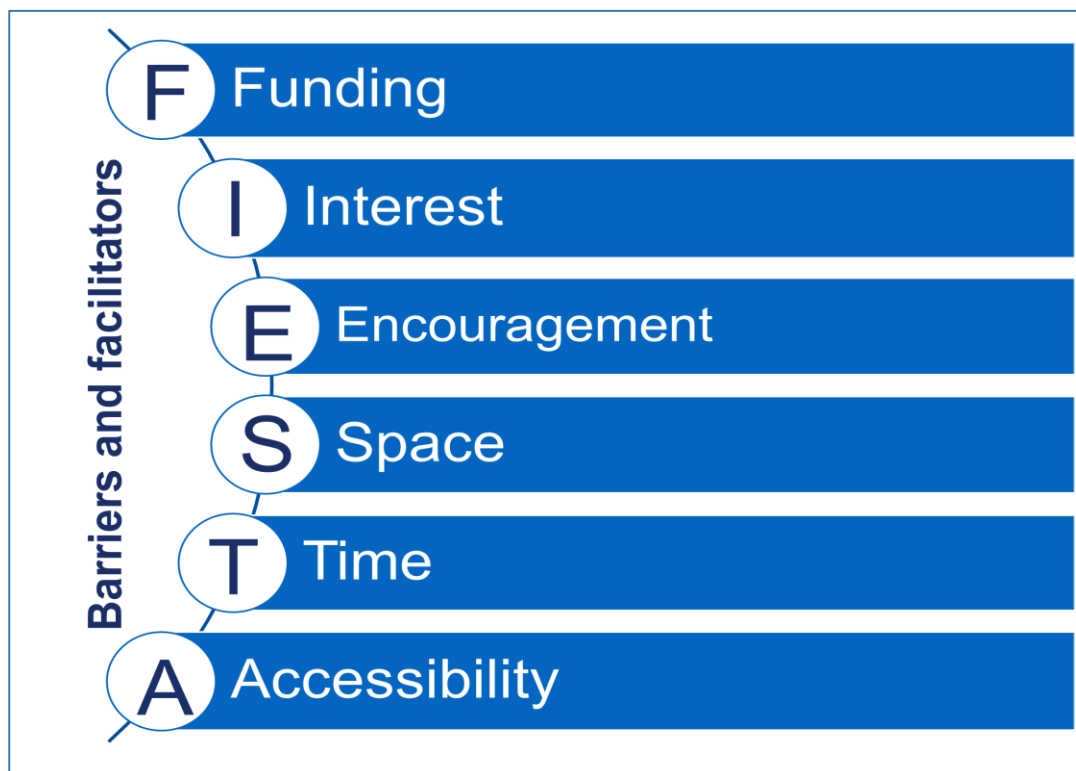 Barriers and facilitators
F Funding
I Interest
E Encouragement
S Space
T Time
A Accessibility